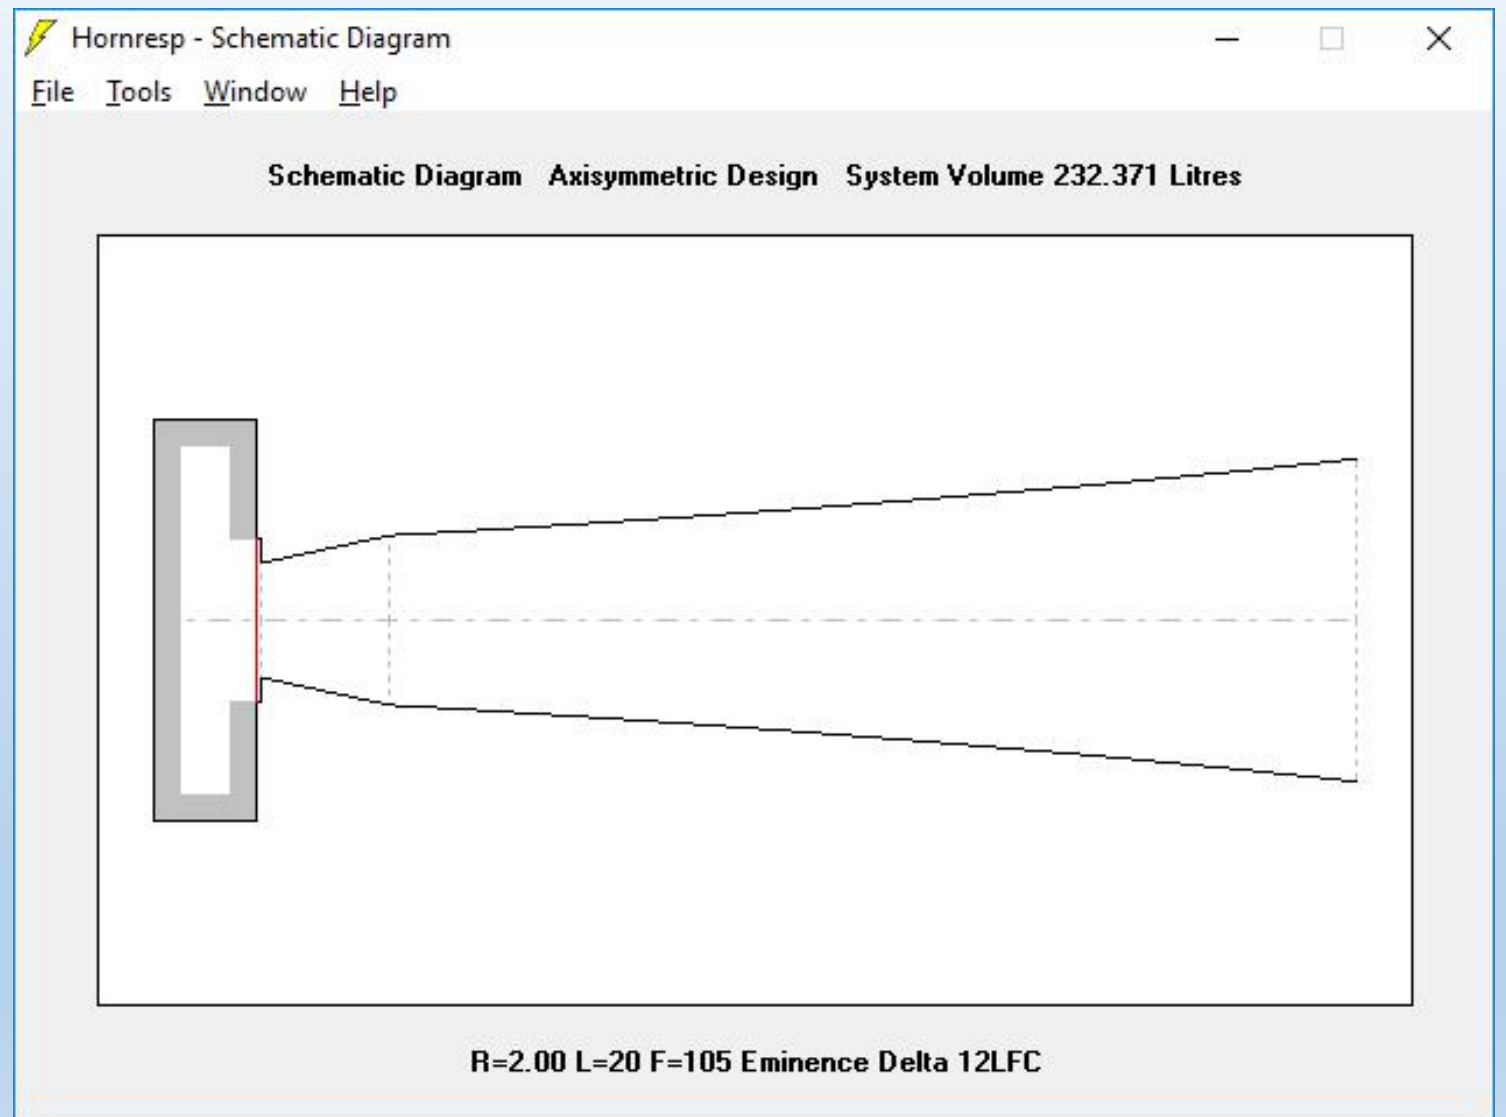 Hornresp - Schematic Diagram
File Tools Window Help
Schematic Diagram Axisymmetric Design System Volume 232.371 Litres
R=2.00 L=20 F=105 Eminence Delta 12LFC